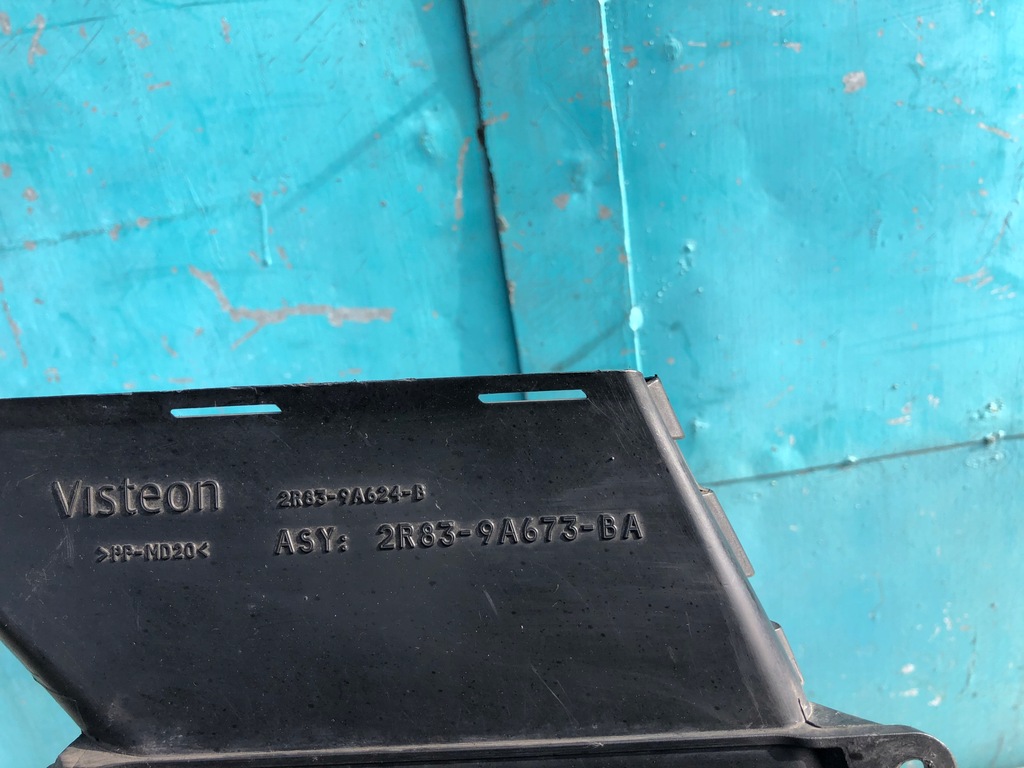 Visteon
2R83-9A624-B
>PP-MD20<
ASY: 2R83-9A673-BA